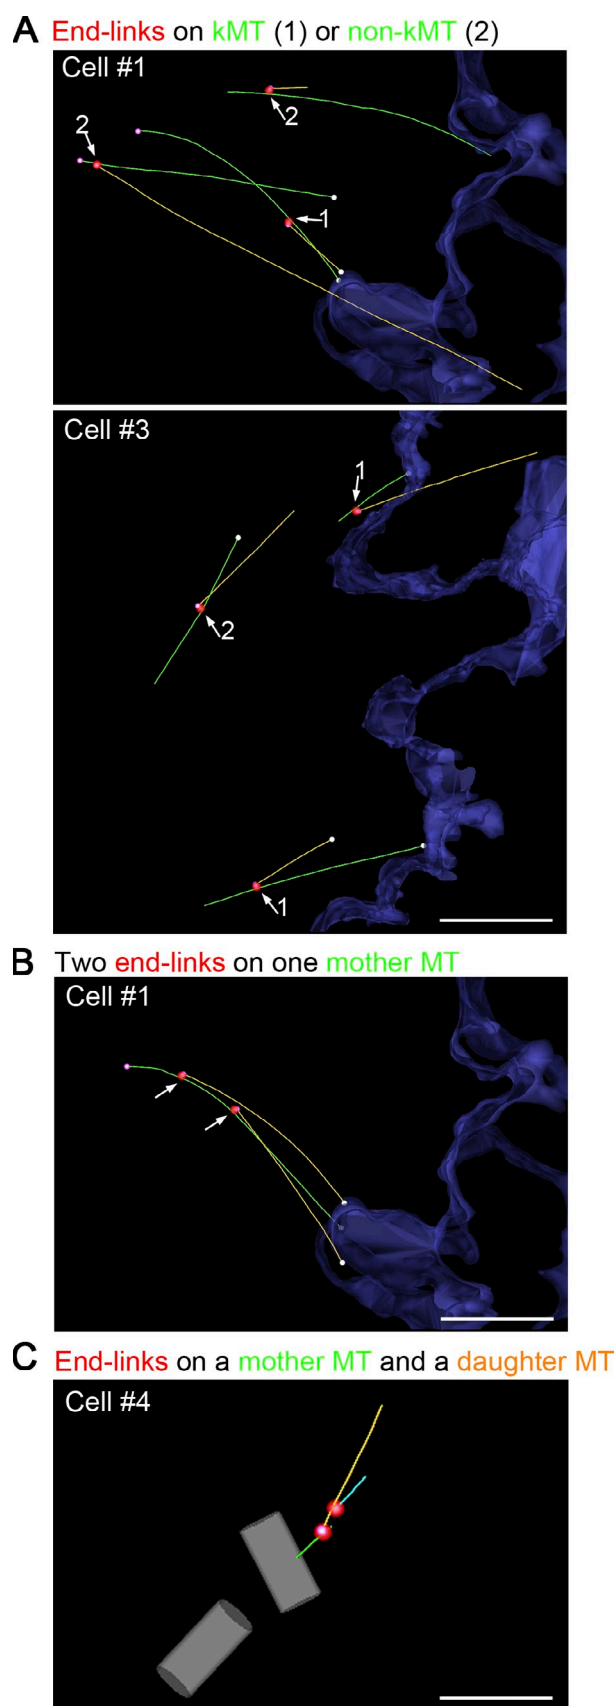 A End-links on kMT (1) or non-kMT (2)
Cell #1
2
2
1
Cell #3
1
2
1
B Two end-links on one mother MT
Cell #1
C End-links on a mother MT and a daughter MT
Cell #4